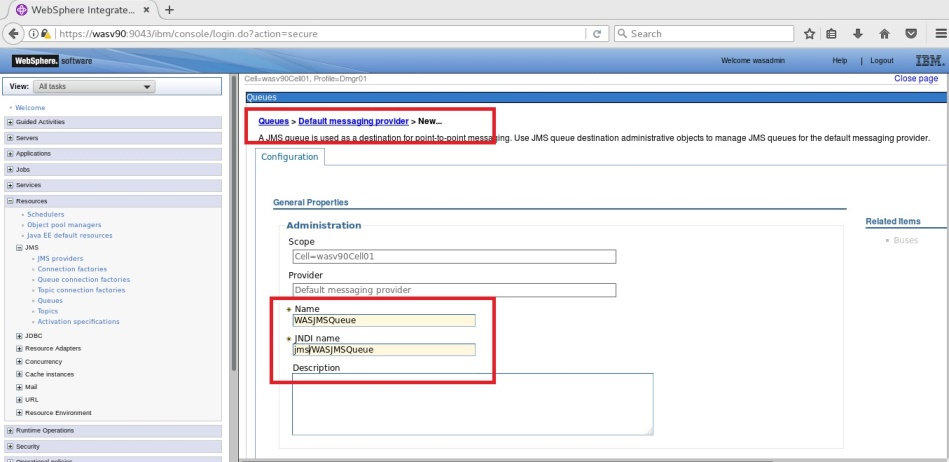 WebSphere Integrate... × +
https://wasv90:9043/ibm/console/login.do?action=secure
Search
WebSphere. software
Welcome wasadmin
Help | Logout
IBM.
View: All tasks
Cell=wasv90Cell01, Profile=Dmgr01
Close page
Welcome
Guided Activities
Servers
Applications
Jobs
Services
Resources
Schedulers
Object pool managers
Java EE default resources
JMS
JMS providers
Connection factories
Queue connection factories
Topic connection factories
Queues
Topics
Activation specifications
JDBC
Resource Adapters
Concurrency
Cache instances
Mail
URL
Resource Environment
Runtime Operations
Security
Operational policies
Queues
Queues > Default messaging provider > New...
A JMS queue is used as a destination for point-to-point messaging. Use JMS queue destination administrative objects to manage JMS queues for the default messaging provider.
Configuration
General Properties
Administration
Scope
Cell=wasv90Cell01
Provider
Default messaging provider
* Name
WASJMSQueue
* JNDI name
jms/WASJMSQueue
Description
Related Items
Buses